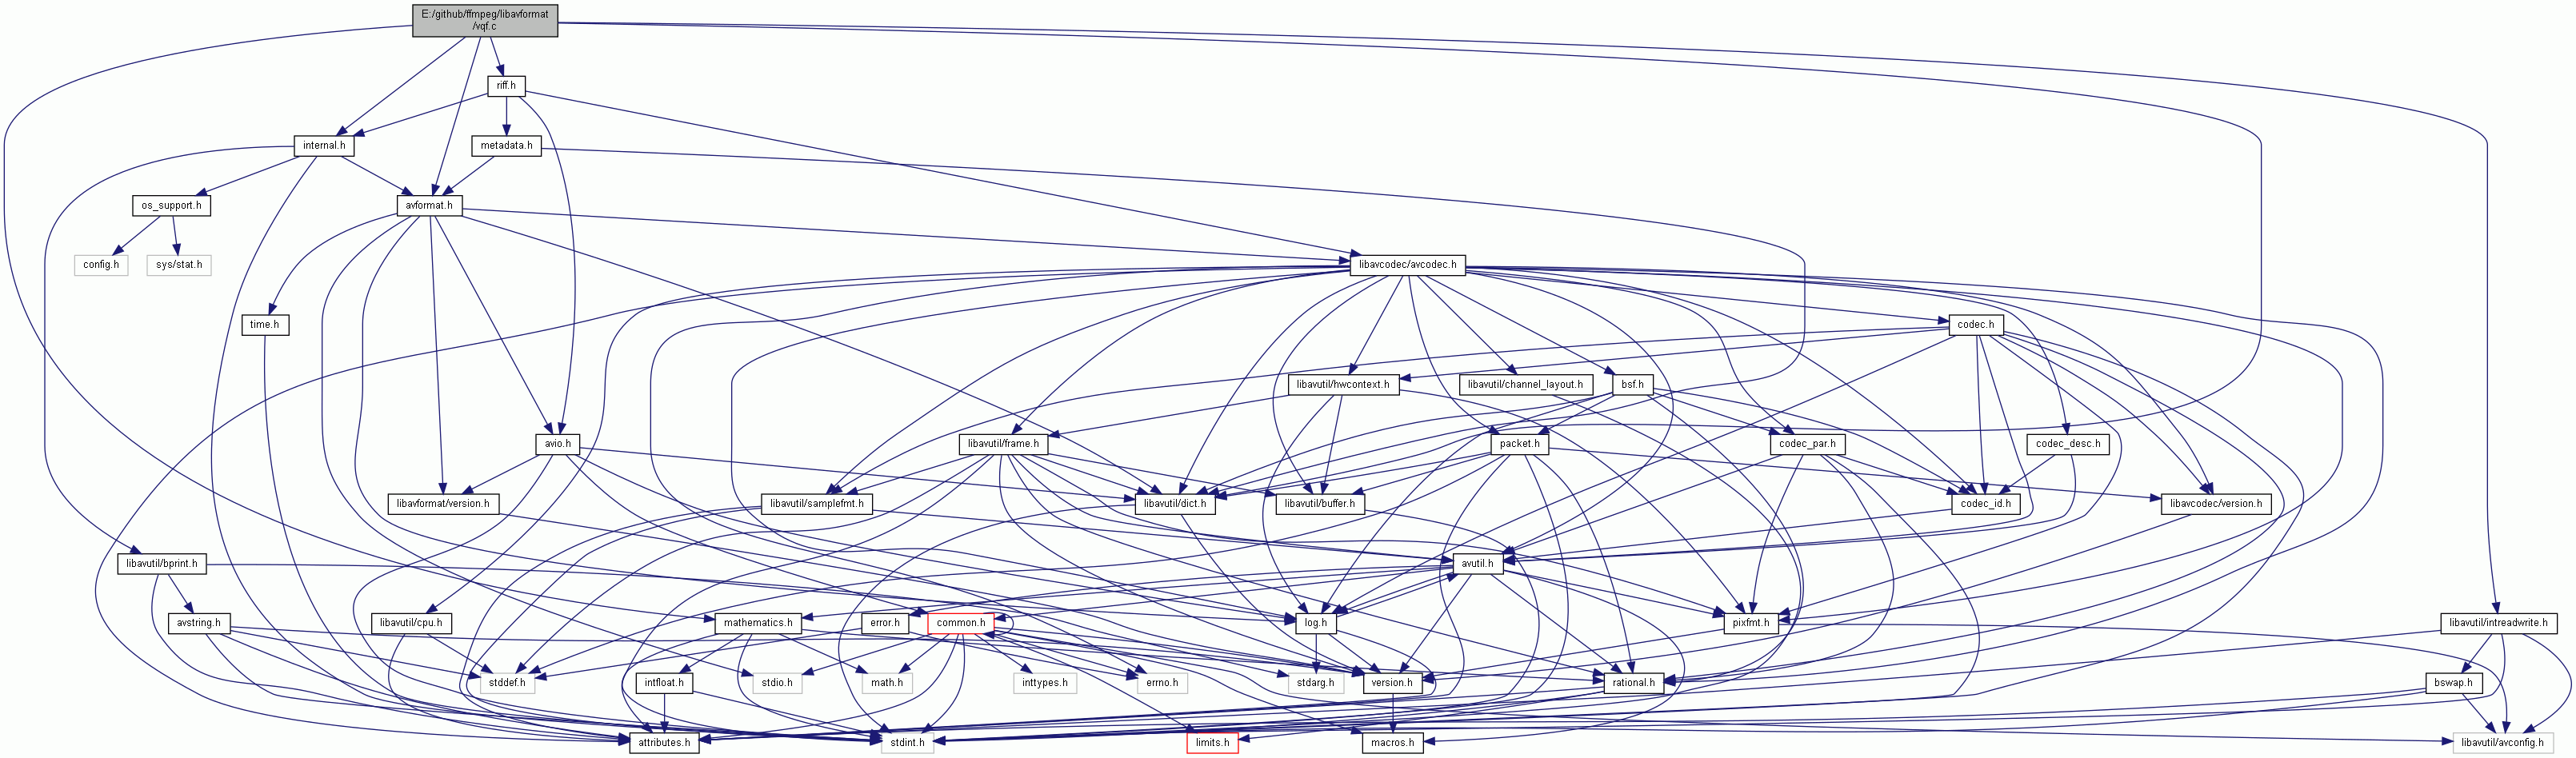 E:/github/ffmpeg/libavformat
/vqf.c
riff.h
internal.h
metadata.h
os_support.h
avformat.h
config.h
sys/stat.h
libavcodec/avcodec.h
time.h
codec.h
libavutil/hwcontext.h
libavutil/channel_layout.h
bsf.h
avio.h
libavutil/frame.h
packet.h
codec_par.h
codec_desc.h
libavformat/version.h
libavutil/samplefmt.h
libavutil/dict.h
libavutil/buffer.h
codec_id.h
libavcodec/version.h
libavutil/bprint.h
avutil.h
avstring.h
libavutil/cpu.h
mathematics.h
error.h
common.h
log.h
pixfmt.h
libavutil/intreadwrite.h
stddef.h
intfloat.h
stdio.h
math.h
inttypes.h
errno.h
stdarg.h
version.h
rational.h
bswap.h
attributes.h
stdint.h
limits.h
macros.h
libavutil/avconfig.h